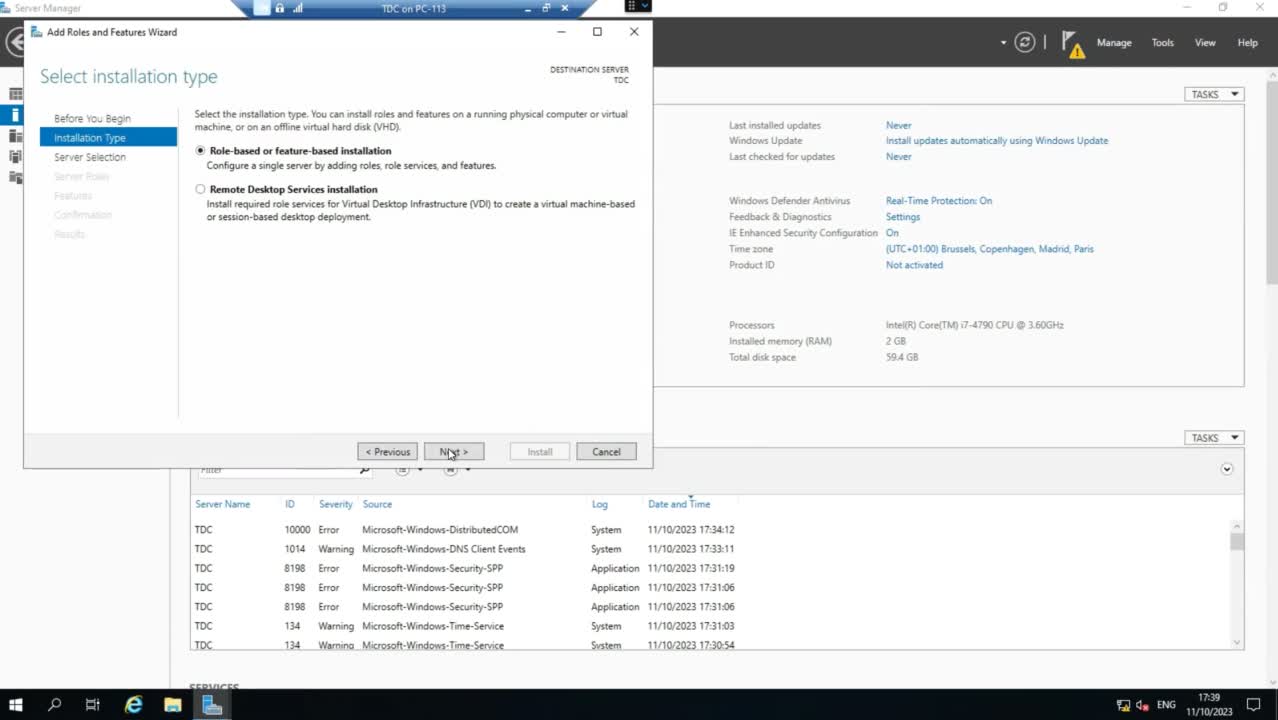 Server Manager
TDC on PC-113
Add Roles and Features Wizard
Manage Tools View Help
Select installation type
DESTINATION SERVER
TDC
Before You Begin
Installation Type
Server Selection
Server Roles
Features
Confirmation
Results
Select the installation type. You can install roles and features on a running physical computer or virtual
machine, or on an offline virtual hard disk (VHD).
Role-based or feature-based installation
Configure a single server by adding roles, role services, and features.
Remote Desktop Services installation
Install required role services for Virtual Desktop Infrastructure (VDI) to create a virtual machine-based
or session-based desktop deployment.
< Previous
Next >
Install
Cancel
TASKS
Last installed updates Never
Windows Update Install updates automatically using Windows Update
Last checked for updates Never
Windows Defender Antivirus Real-Time Protection: On
Feedback & Diagnostics Settings
IE Enhanced Security Configuration On
Time zone (UTC+01:00) Brussels, Copenhagen, Madrid, Paris
Product ID Not activated
Processors Intel(R) Core(TM) i7-4790 CPU @ 3.60GHz
Installed memory (RAM) 2 GB
Total disk space 59.4 GB
TASKS
Filter
Server Name ID Severity Source Log Date and Time
TDC 10000 Error Microsoft-Windows-DistributedCOM System 11/10/2023 17:34:12
TDC 1014 Warning Microsoft-Windows-DNS Client Events System 11/10/2023 17:33:11
TDC 8198 Error Microsoft-Windows-Security-SPP Application 11/10/2023 17:31:19
TDC 8198 Error Microsoft-Windows-Security-SPP Application 11/10/2023 17:31:06
TDC 8198 Error Microsoft-Windows-Security-SPP Application 11/10/2023 17:31:06
TDC 134 Warning Microsoft-Windows-Time-Service System 11/10/2023 17:31:03
TDC 134 Warning Microsoft-Windows-Time-Service System 11/10/2023 17:30:54
SERVICES
ENG
17:39
11/10/2023